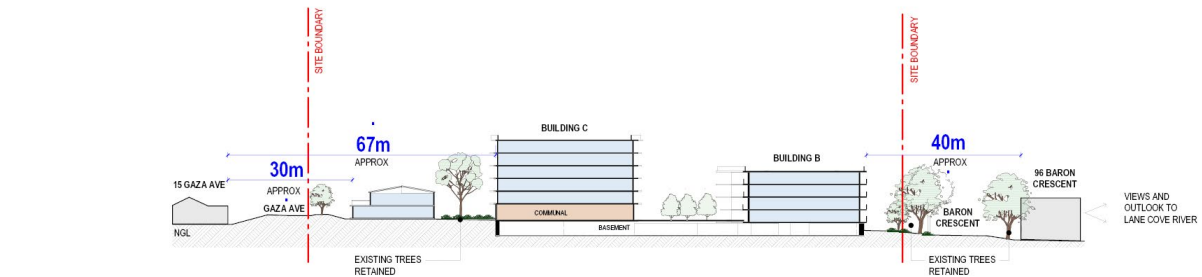 SITE BOUNDARY
SITE BOUNDARY
BUILDING C
67m
APPROX
40m
APPROX
BUILDING B
30m
APPROX
15 GAZA AVE
GAZA AVE
96 BARON
CRESCENT
VIEWS AND
OUTLOOK TO
LANE COVE RIVER
COMMUNAL
BARON
CRESCENT
BASEMENT
NGL
EXISTING TREES
RETAINED
EXISTING TREES
RETAINED